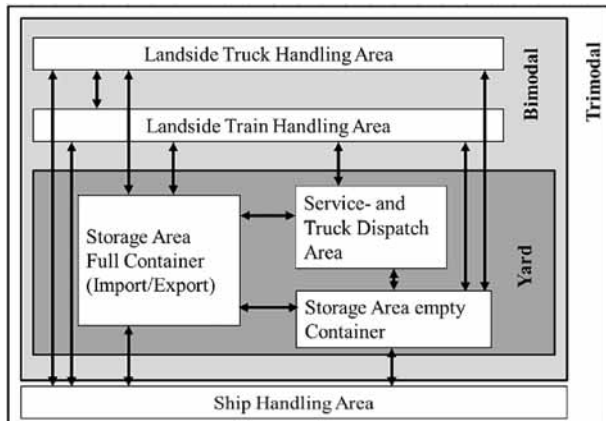 Landside Truck Handling Area
Landside Train Handling Area
Bimodal
Trimodal
Storage Area
Full Container
(Import/Export)
Service- and
Truck Dispatch
Area
Storage Area empty
Container
Yard
Ship Handling Area